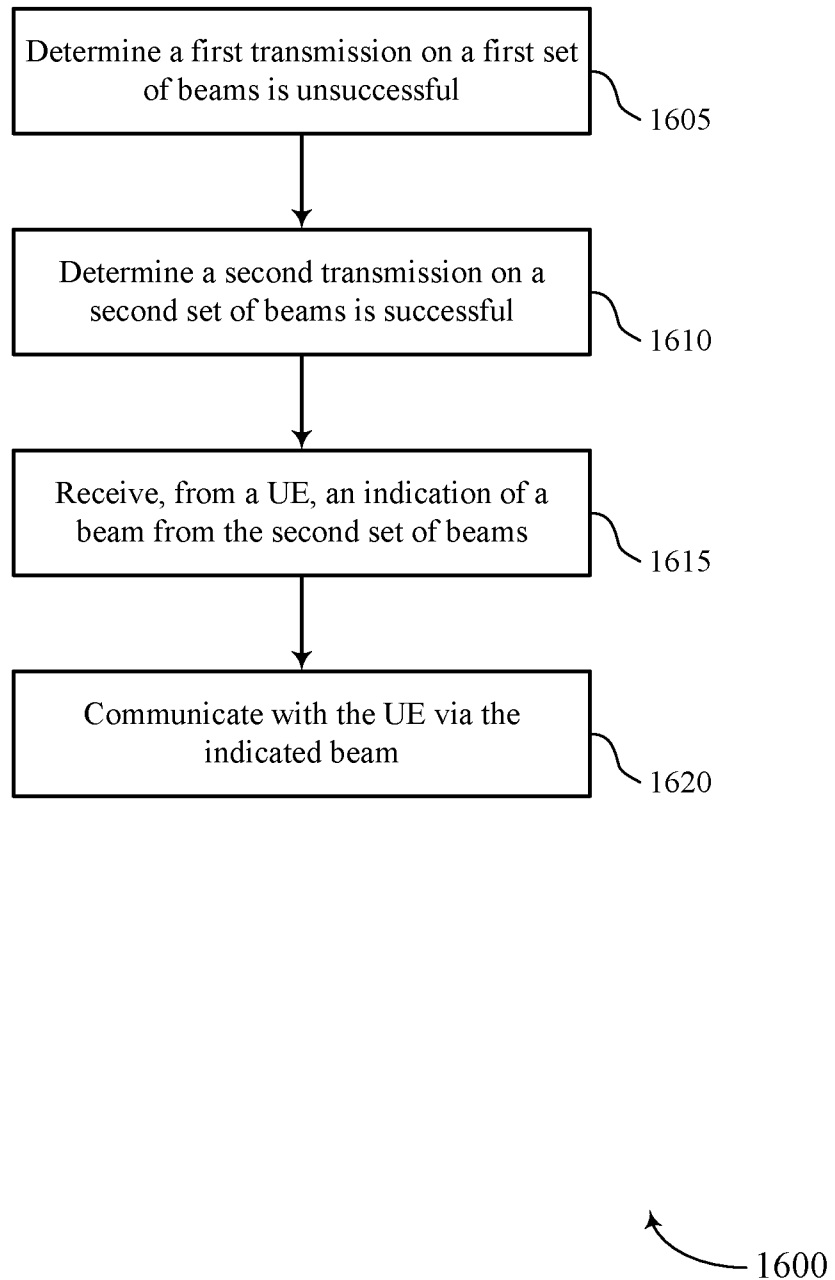 Determine a first transmission on a first set
of beams is unsuccessful
1605
Determine a second transmission on a
second set of beams is successful
1610
Receive, from a UE, an indication of a
beam from the second set of beams
1615
Communicate with the UE via the
indicated beam
1620
1600